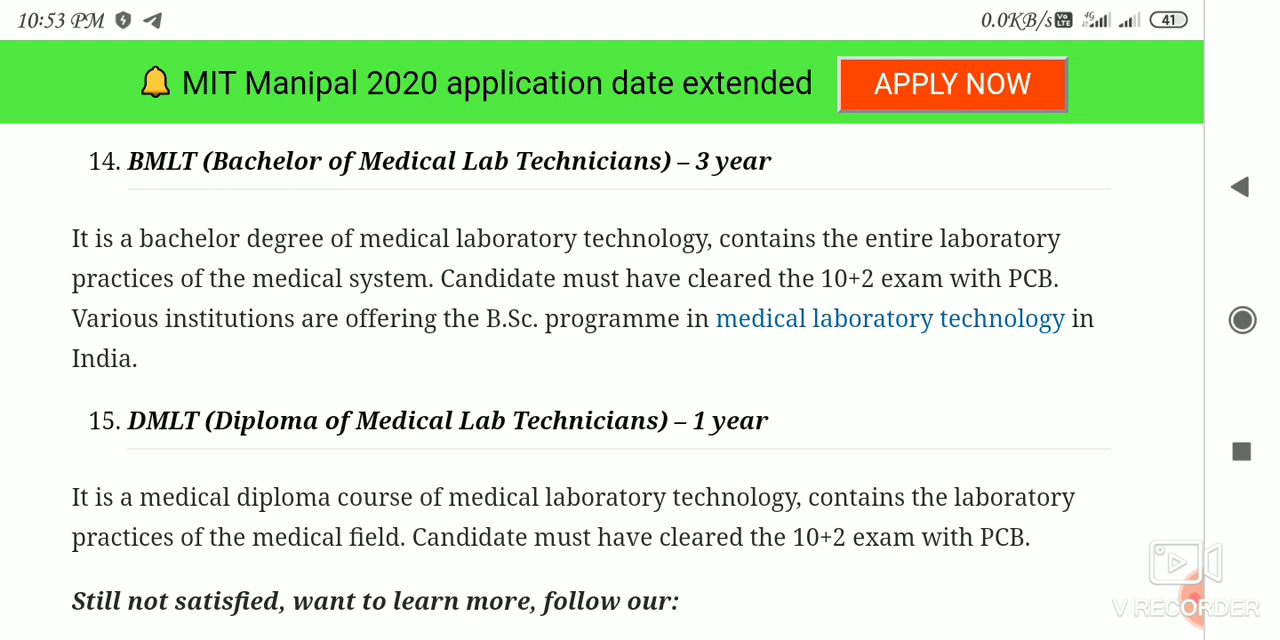 10:53 PM
0.0KB/s Vo LTE 4G 41
MIT Manipal 2020 application date extended APPLY NOW
14. BMLT (Bachelor of Medical Lab Technicians) – 3 year
It is a bachelor degree of medical laboratory technology, contains the entire laboratory
practices of the medical system. Candidate must have cleared the 10+2 exam with PCB.
Various institutions are offering the B.Sc. programme in medical laboratory technology in
India.
15. DMLT (Diploma of Medical Lab Technicians) – 1 year
It is a medical diploma course of medical laboratory technology, contains the laboratory
practices of the medical field. Candidate must have cleared the 10+2 exam with PCB.
Still not satisfied, want to learn more, follow our:
V RECORDER